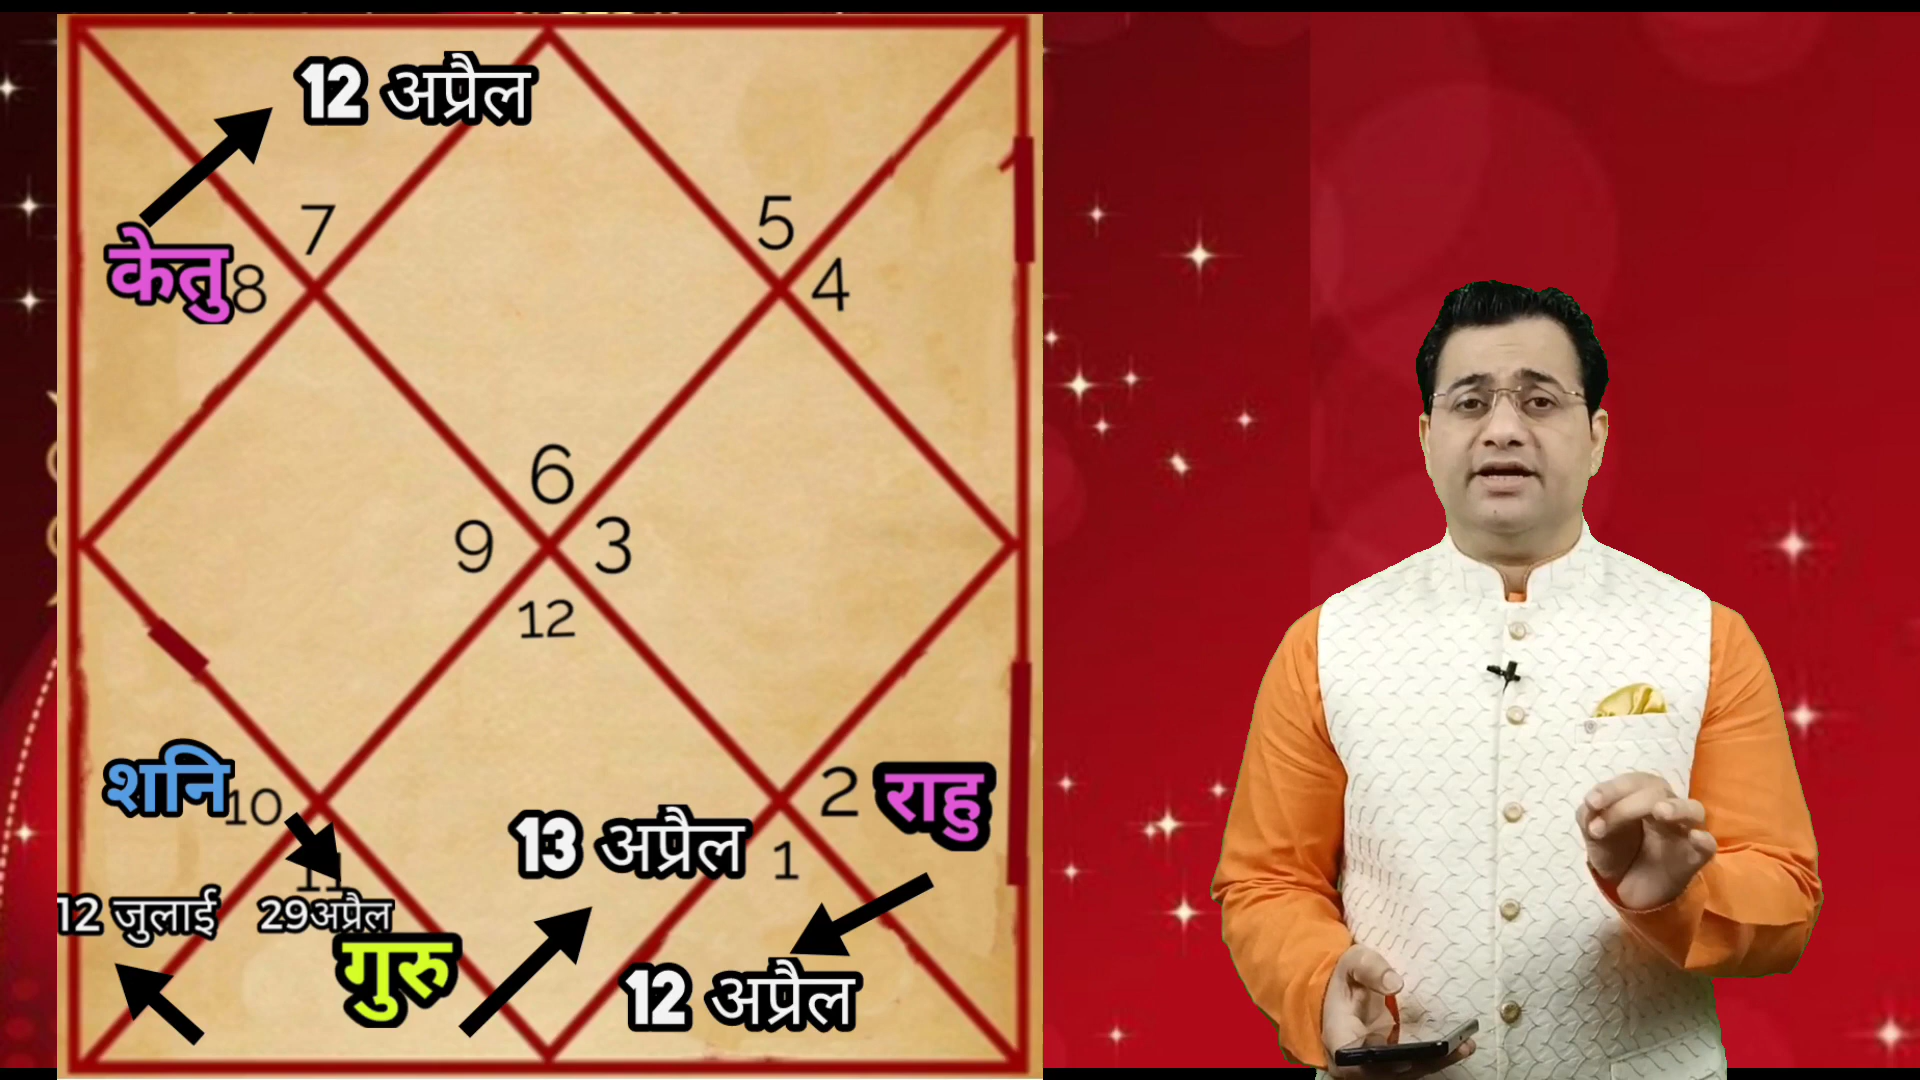 12 अप्रैल
7
5
केतु 8
4
6
9 3
12
शनि 10
2 राहु
13 अप्रैल
1
11
12 जुलाई 29अप्रैल
गुरु
12 अप्रैल